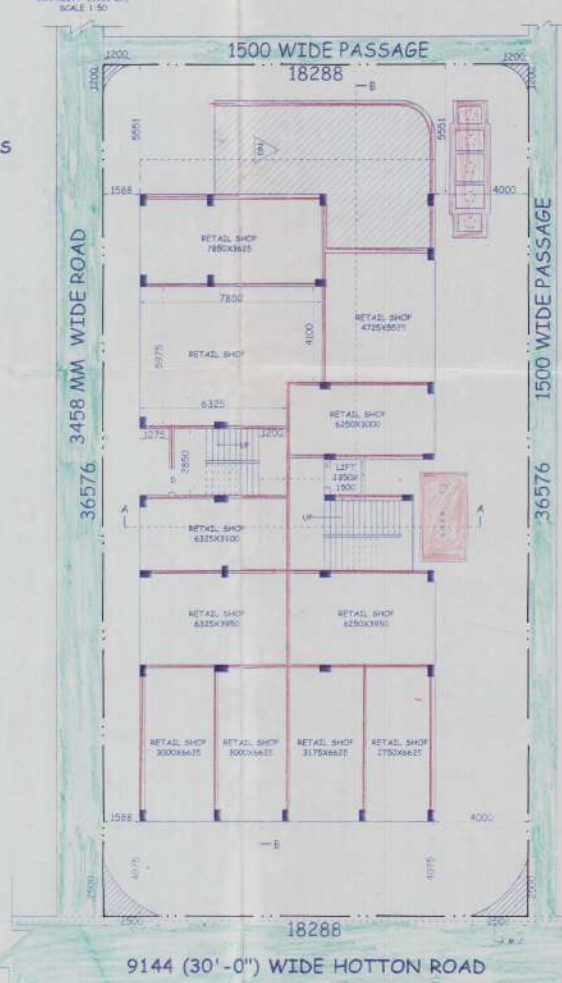 SCALE 1:50
1500 WIDE PASSAGE
18288
1200
1200
1200
1200
B
5551
5551
S
1588
4000
RETAIL SHOP
7850X3625
7850
RETAIL SHOP
4725X5575
4100
5975
RETAIL SHOP
3458 MM WIDE ROAD
36576
1500 WIDE PASSAGE
36576
6325
RETAIL SHOP
6250X3000
1200
UP
2850
D
LIFT
1350X
1500
A
A
UP
RETAIL SHOP
6325X3100
RETAIL SHOP
6325X3950
RETAIL SHOP
6250X3950
RETAIL SHOP
3000X6625
RETAIL SHOP
3000X6625
RETAIL SHOP
3175X6625
RETAIL SHOP
2750X6625
1588
4000
B
4075
4075
2500
2500
2500
2500
18288
9144 (30'-0") WIDE HOTTON ROAD